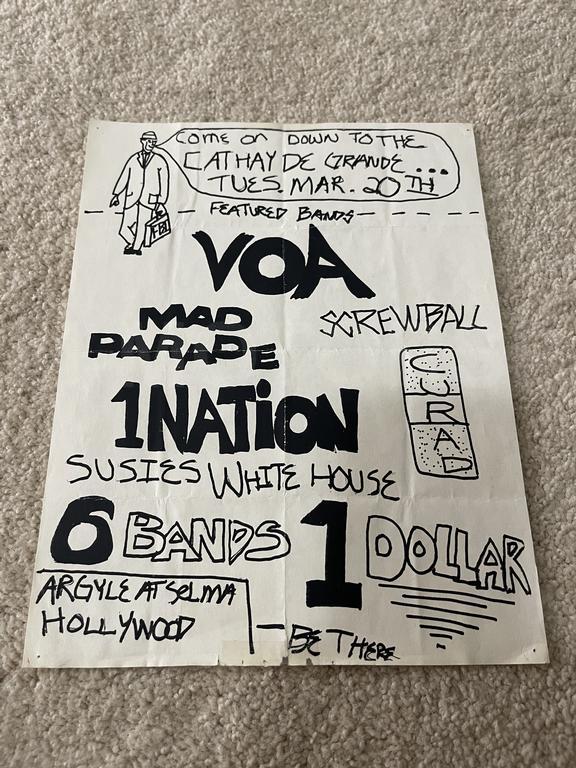 COME ON DOWN TO THE
CATHAY DE GRANDE...
TUES. MAR. 20TH
FBI
FEATURED BANDS
VOA
MAD
PARADE
SCREWBALL
1NATiON
CURAD
SUSIES WHITE HOUSE
6 BANDS 1 DOLLAR
ARGYLE AT SELMA
HOLLYWOOD
BE THERE